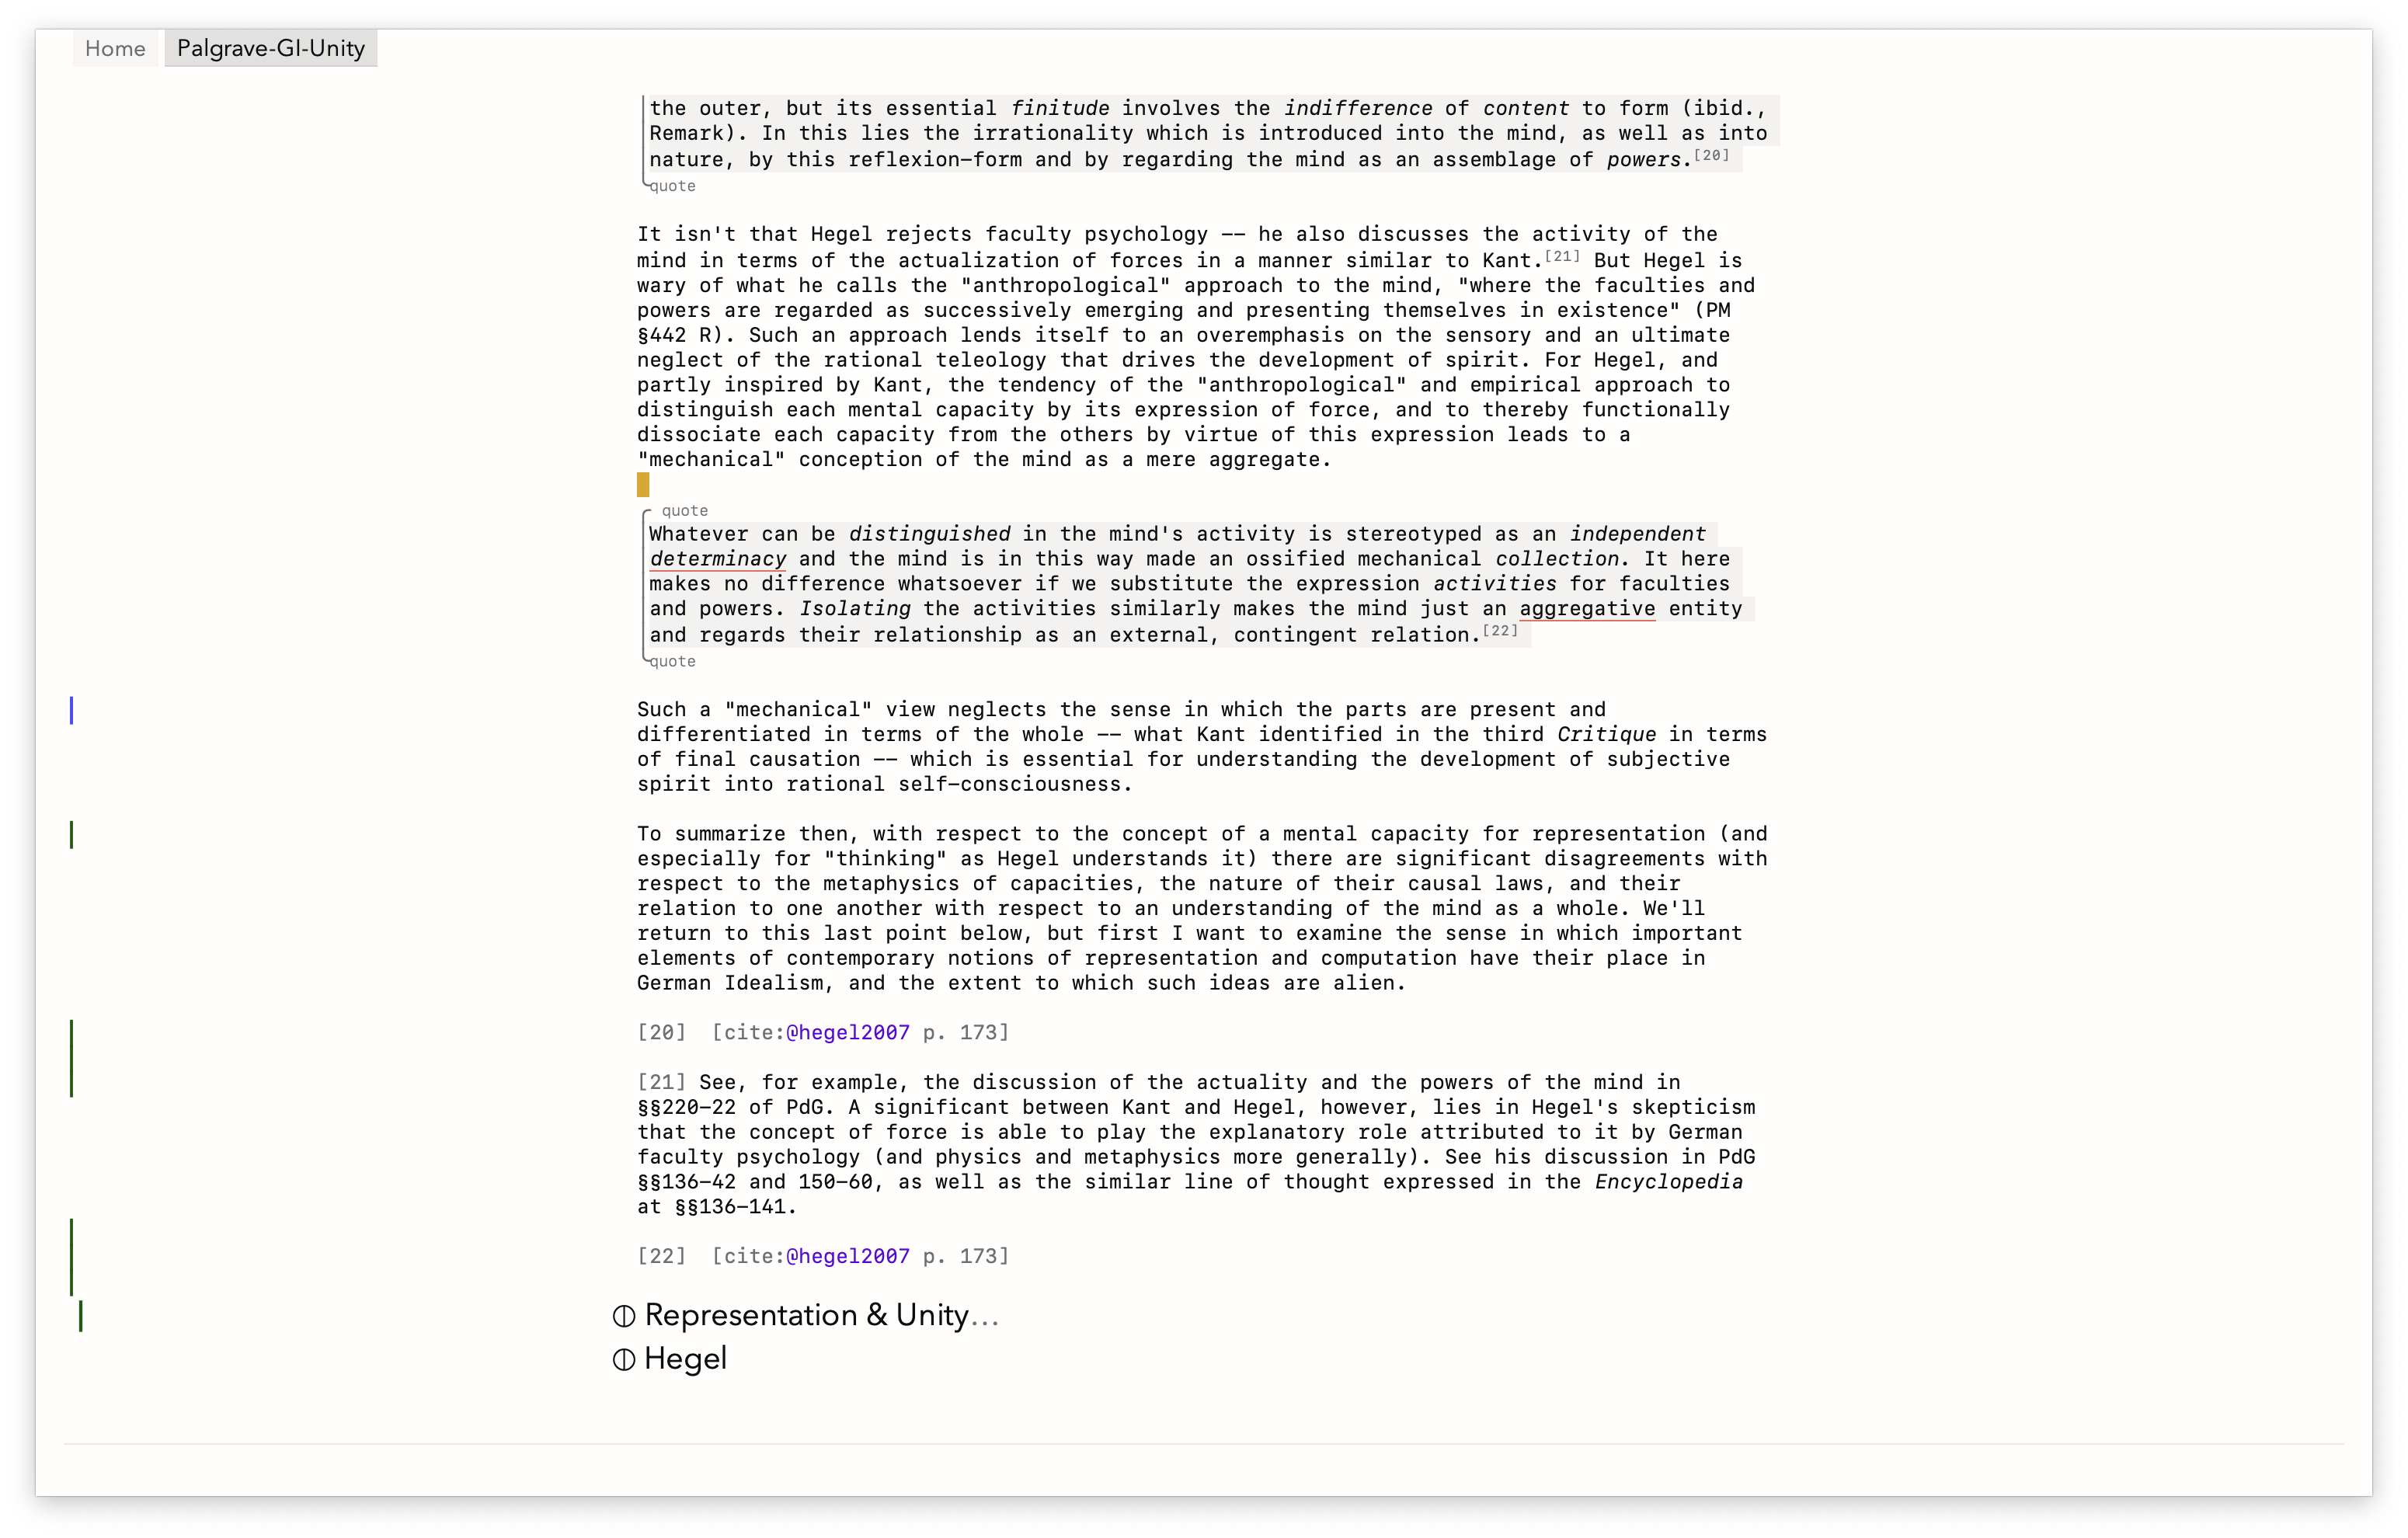 Home Palgrave-GI-Unity
the outer, but its essential finitude involves the indifference of content to form (ibid.,
Remark). In this lies the irrationality which is introduced into the mind, as well as into
nature, by this reflexion-form and by regarding the mind as an assemblage of powers.[20]
quote
It isn't that Hegel rejects faculty psychology -- he also discusses the activity of the
mind in terms of the actualization of forces in a manner similar to Kant.[21] But Hegel is
wary of what he calls the "anthropological" approach to the mind, "where the faculties and
powers are regarded as successively emerging and presenting themselves in existence" (PM
§442 R). Such an approach lends itself to an overemphasis on the sensory and an ultimate
neglect of the rational teleology that drives the development of spirit. For Hegel, and
partly inspired by Kant, the tendency of the "anthropological" and empirical approach to
distinguish each mental capacity by its expression of force, and to thereby functionally
dissociate each capacity from the others by virtue of this expression leads to a
"mechanical" conception of the mind as a mere aggregate.
quote
Whatever can be distinguished in the mind's activity is stereotyped as an independent
determinacy and the mind is in this way made an ossified mechanical collection. It here
makes no difference whatsoever if we substitute the expression activities for faculties
and powers. Isolating the activities similarly makes the mind just an aggregative entity
and regards their relationship as an external, contingent relation.[22]
quote
Such a "mechanical" view neglects the sense in which the parts are present and
differentiated in terms of the whole -- what Kant identified in the third Critique in terms
of final causation -- which is essential for understanding the development of subjective
spirit into rational self-consciousness.
To summarize then, with respect to the concept of a mental capacity for representation (and
especially for "thinking" as Hegel understands it) there are significant disagreements with
respect to the metaphysics of capacities, the nature of their causal laws, and their
relation to one another with respect to an understanding of the mind as a whole. We'll
return to this last point below, but first I want to examine the sense in which important
elements of contemporary notions of representation and computation have their place in
German Idealism, and the extent to which such ideas are alien.
[20] [cite:@hegel2007 p. 173]
[21] See, for example, the discussion of the actuality and the powers of the mind in
§§220-22 of PdG. A significant between Kant and Hegel, however, lies in Hegel's skepticism
that the concept of force is able to play the explanatory role attributed to it by German
faculty psychology (and physics and metaphysics more generally). See his discussion in PdG
§§136-42 and 150-60, as well as the similar line of thought expressed in the Encyclopedia
at §§136-141.
[22] [cite:@hegel2007 p. 173]
Representation & Unity...
Hegel